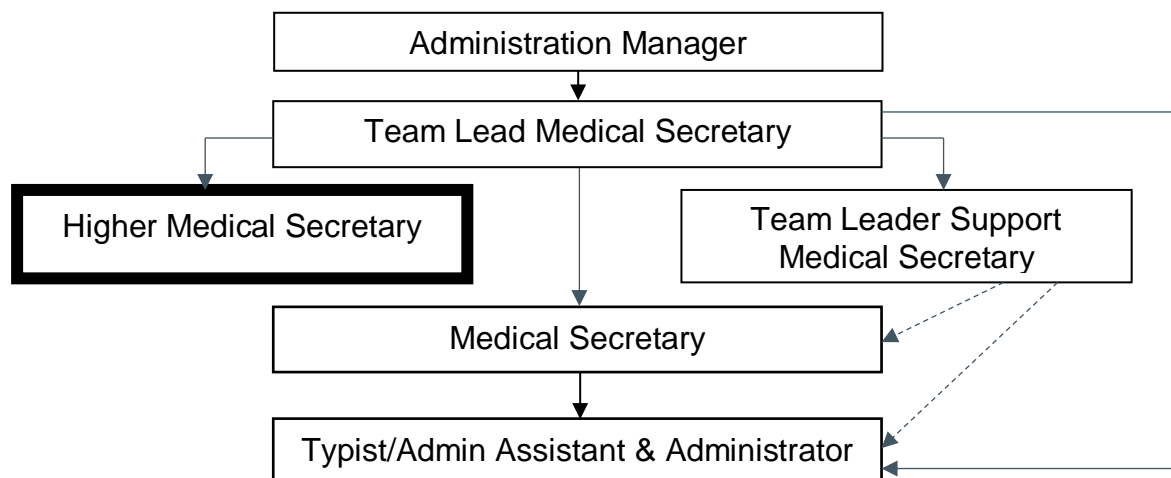 Administration Manager
Team Lead Medical Secretary
Higher Medical Secretary
Team Leader Support
Medical Secretary
Medical Secretary
Typist/Admin Assistant & Administrator